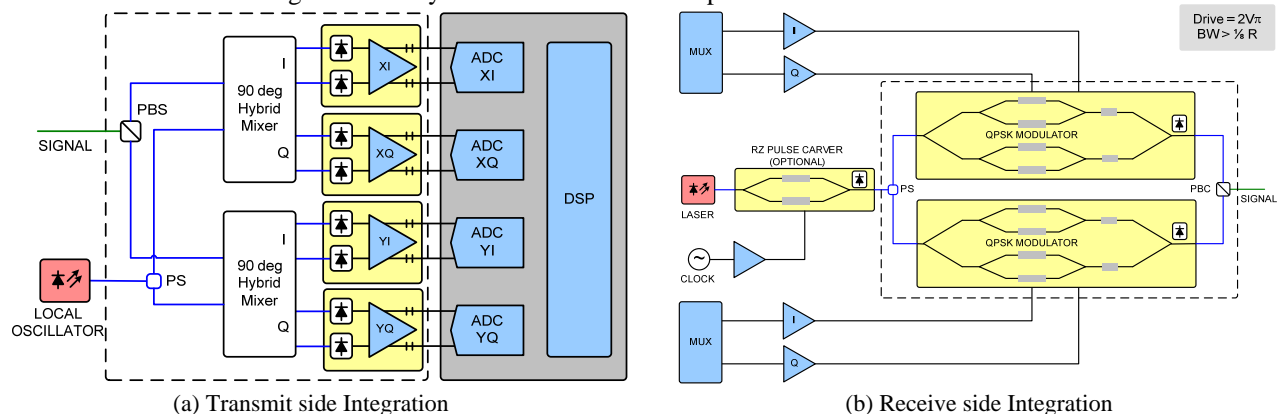 90 deg
Hybrid
Mixer
I
Q
XI
ADC
XI
PBS
SIGNAL
XQ
ADC
XQ
DSP
90 deg
Hybrid
Mixer
I
Q
YI
ADC
YI
PS
LOCAL
OSCILLATOR
YQ
ADC
YQ
(a) Transmit side Integration
MUX
I
Q
Drive = 2Vπ
BW > ⅛ R
QPSK MODULATOR
RZ PULSE CARVER
(OPTIONAL)
LASER
PS
PBC
SIGNAL
QPSK MODULATOR
CLOCK
MUX
I
Q
(b) Receive side Integration